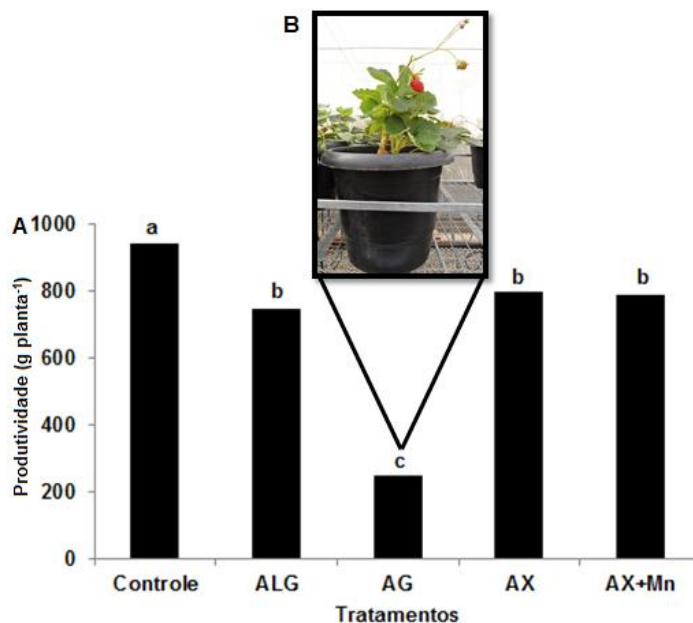 B
A
Produtividade (g planta⁻¹)
1000
800
600
400
200
0
a
b
c
b
b
Controle ALG AG AX AX+Mn
Tratamentos